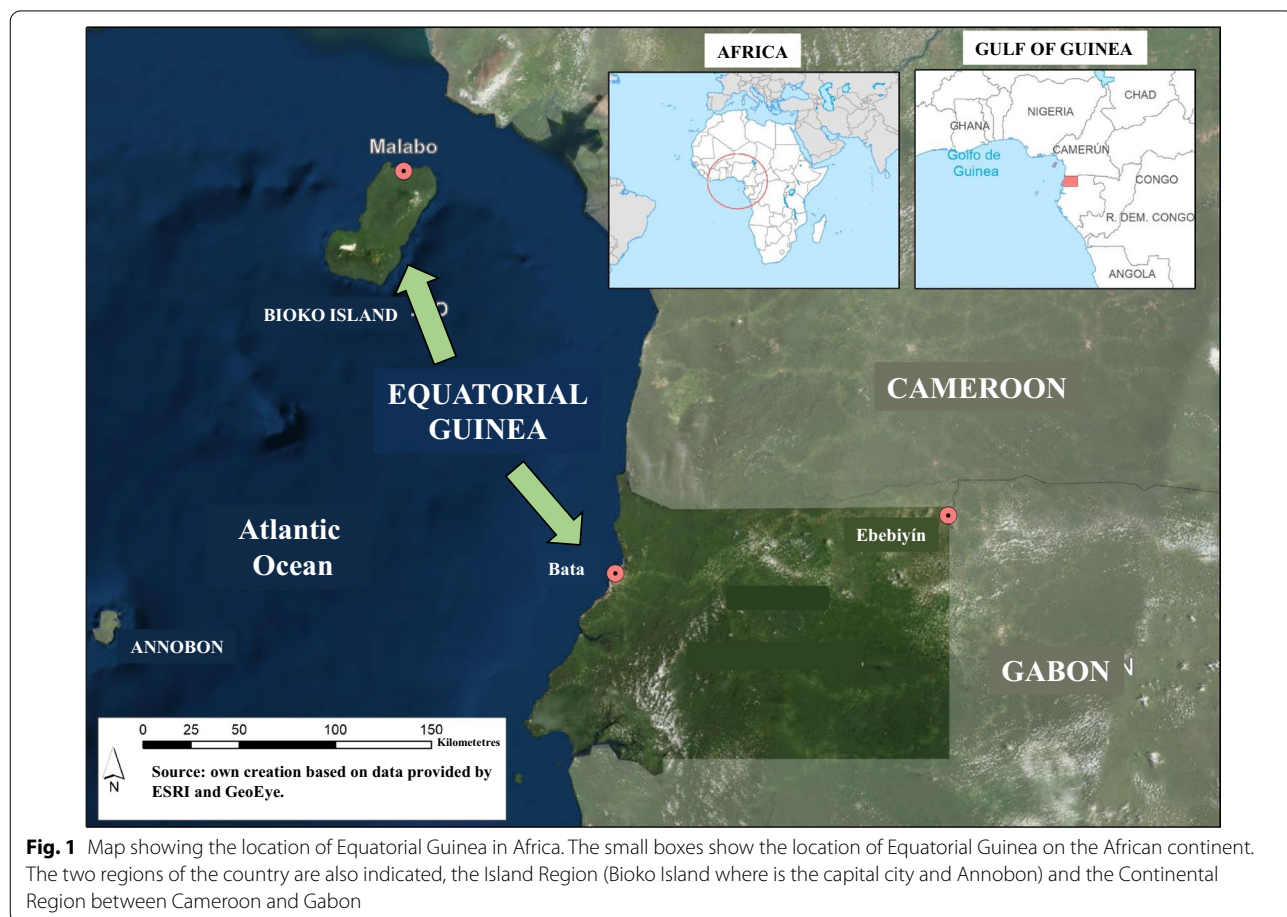 AFRICA
GULF OF GUINEA
CHAD
NIGERIA
GHANA
CAMERÚN
Golfo de
Guinea
CONGO
R. DEM. CONGO
ANGOLA
Malabo
BIOKO ISLAND
EQUATORIAL
GUINEA
CAMEROON
Atlantic
Ocean
Ebebiyín
Bata
ANNOBON
GABON
N
0 25 50 100 150
Kilometetres
N
Source: own creation based on data provided by
ESRI and GeoEye.
Fig. 1 Map showing the location of Equatorial Guinea in Africa. The small boxes show the location of Equatorial Guinea on the African continent.
The two regions of the country are also indicated, the Island Region (Bioko Island where is the capital city and Annobon) and the Continental
Region between Cameroon and Gabon